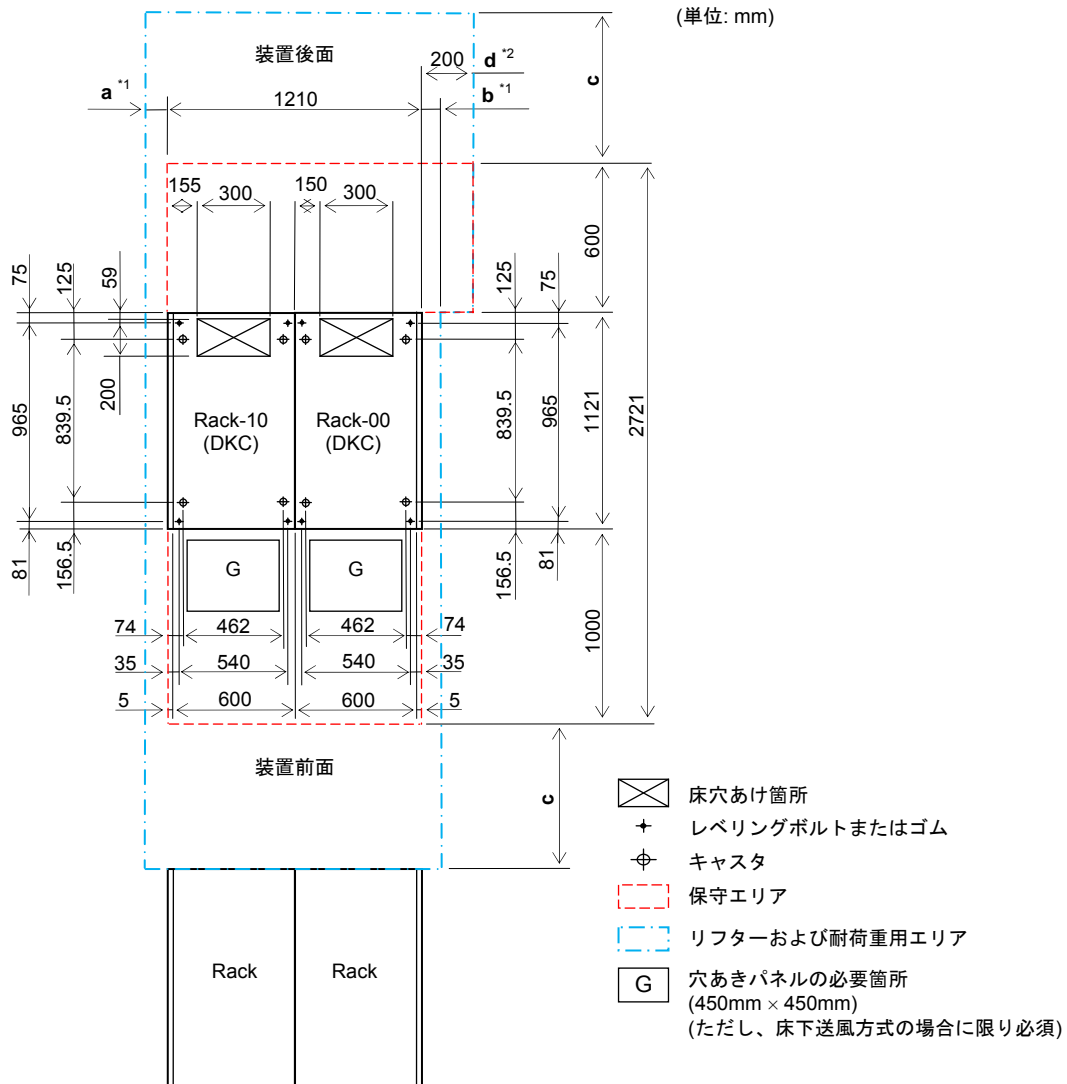 (単位: mm)
装置後面
200 d *2
a *1
1210
b *1
c
155 300 150 300
600
75
125
59
125
75
965
839.5
200
Rack-10
(DKC)
Rack-00
(DKC)
839.5
965
1121
2721
81
156.5
G
G
156.5
81
1000
74 462 462 74
35 540 540 35
5 600 600 5
装置前面
c
床穴あけ箇所
レベリングボルトまたはゴム
キャスタ
保守エリア
リフターおよび耐荷重用エリア
G 穴あきパネルの必要箇所
(450mm × 450mm)
(ただし、床下送風方式の場合に限り必須)
Rack
Rack